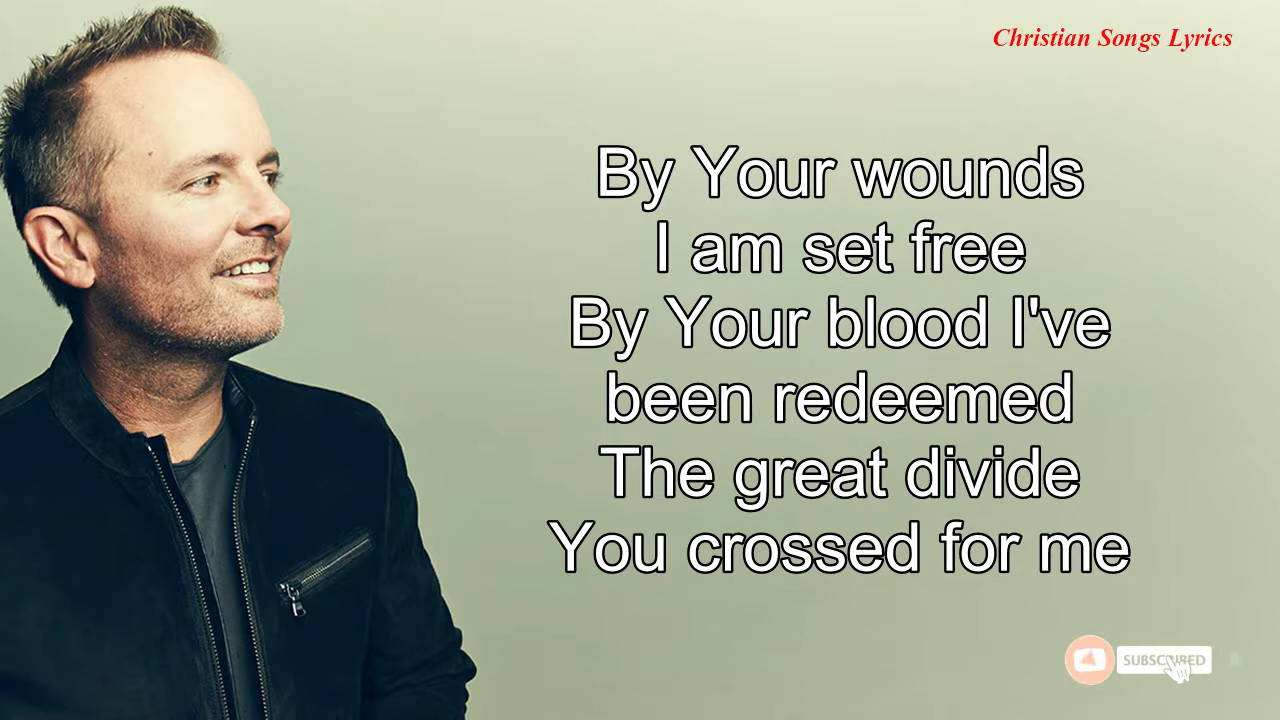 Christian Songs Lyrics
By Your wounds
I am set free
By Your blood I've
been redeemed
The great divide
You crossed for me
SUBSCRIBED